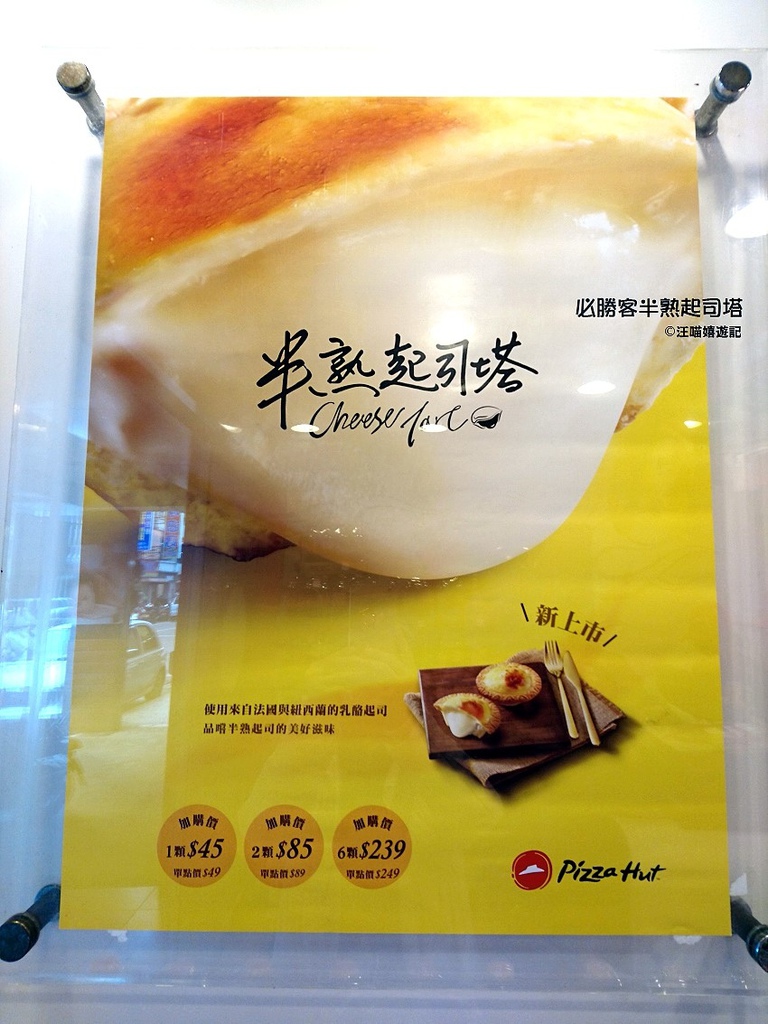 必勝客半熟起司塔
©汪喵嬉遊記
半熟起司塔
Cheese tart
新上市
使用來自法國與紐西蘭的乳酪起司
品嚐半熟起司的美好滋味
加購價
1顆$45
單點價$49
加購價
2顆$85
單點價$89
加購價
6顆$239
單點價$249
Pizza Hut